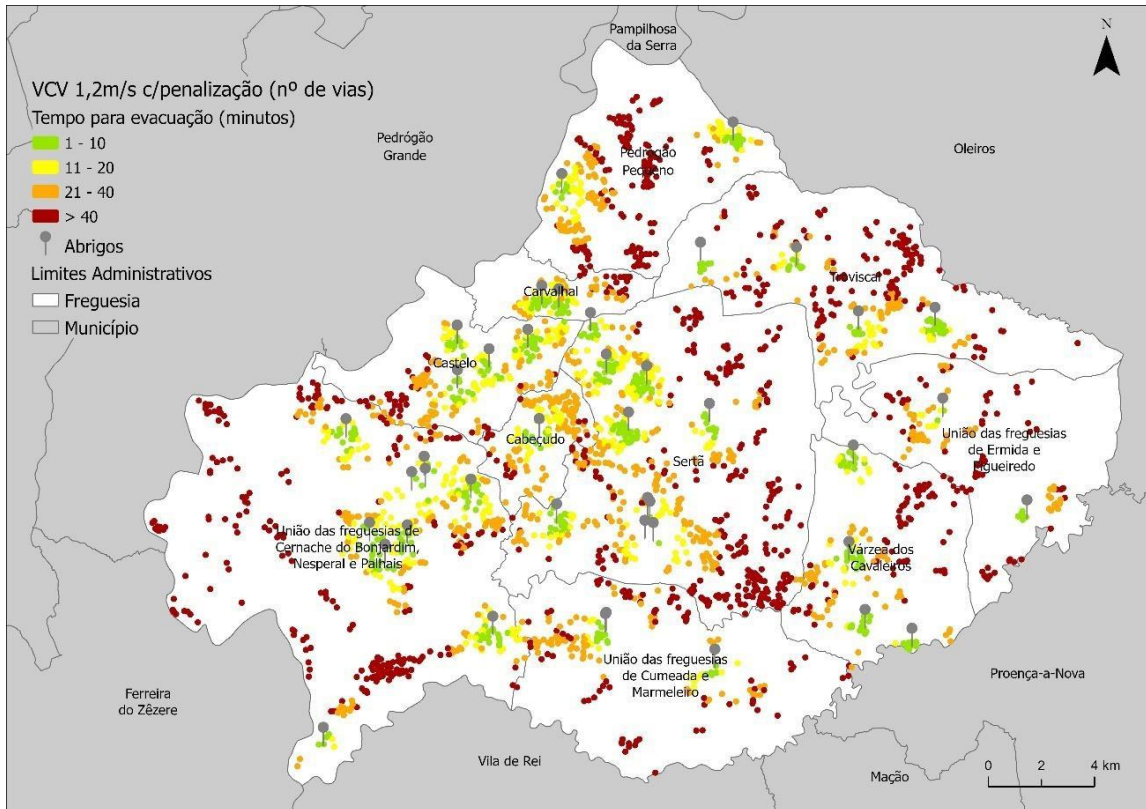 VCV 1,2m/s c/penalização (nº de vias)
Tempo para evacuação (minutos)
1 - 10
11 - 20
21 - 40
> 40
Abrigos
Limites Administrativos
Freguesia
Município
Pampilhosa
da Serra
N
Pedrógão
Grande
Oleiros
Pedrógão
Pequeno
Troviscal
Carvalhal
Castelo
Cabeçudo
Sertã
União das freguesias
de Ermida e
Figueiredo
União das freguesias de
Cernache do Bonjardim,
Nesperal e Palhais
Várzea dos
Cavaleiros
União das freguesias
de Cumeada e
Marmeleiro
Proença-a-Nova
Ferreira
do Zêzere
Vila de Rei
Mação
0 2 4 km